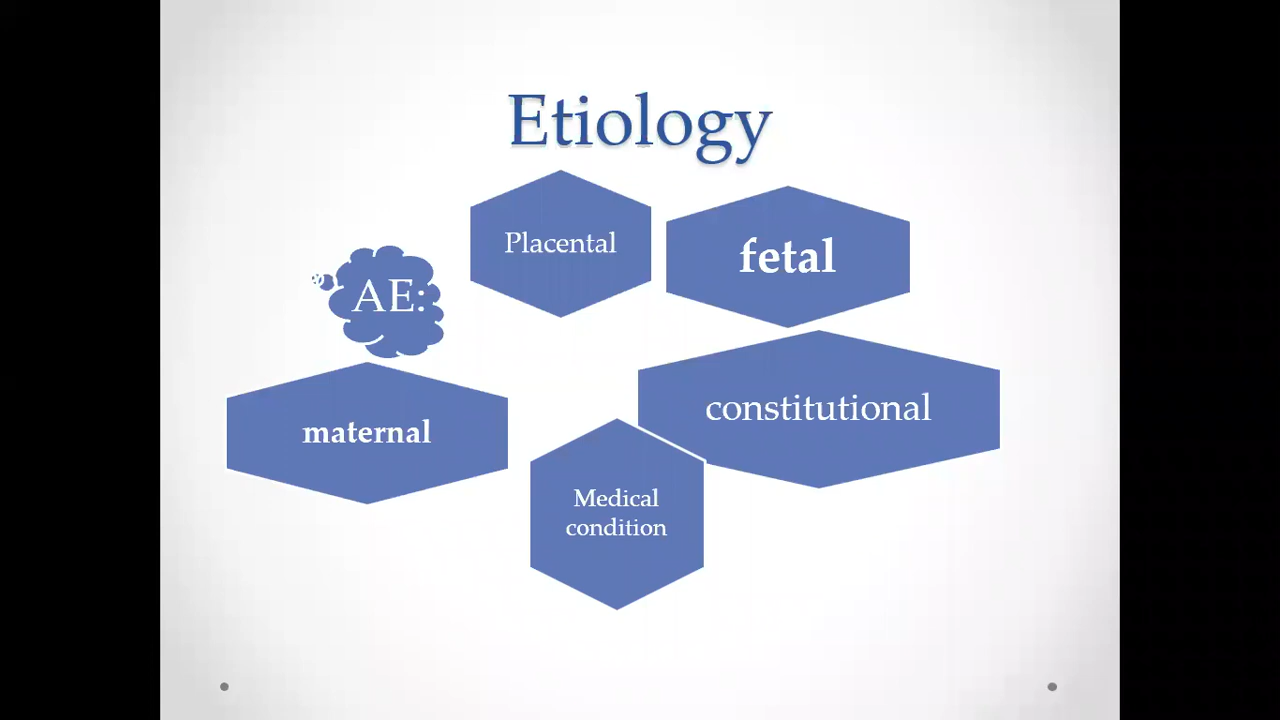 Etiology
Placental
fetal
AE:
constitutional
maternal
Medical
condition